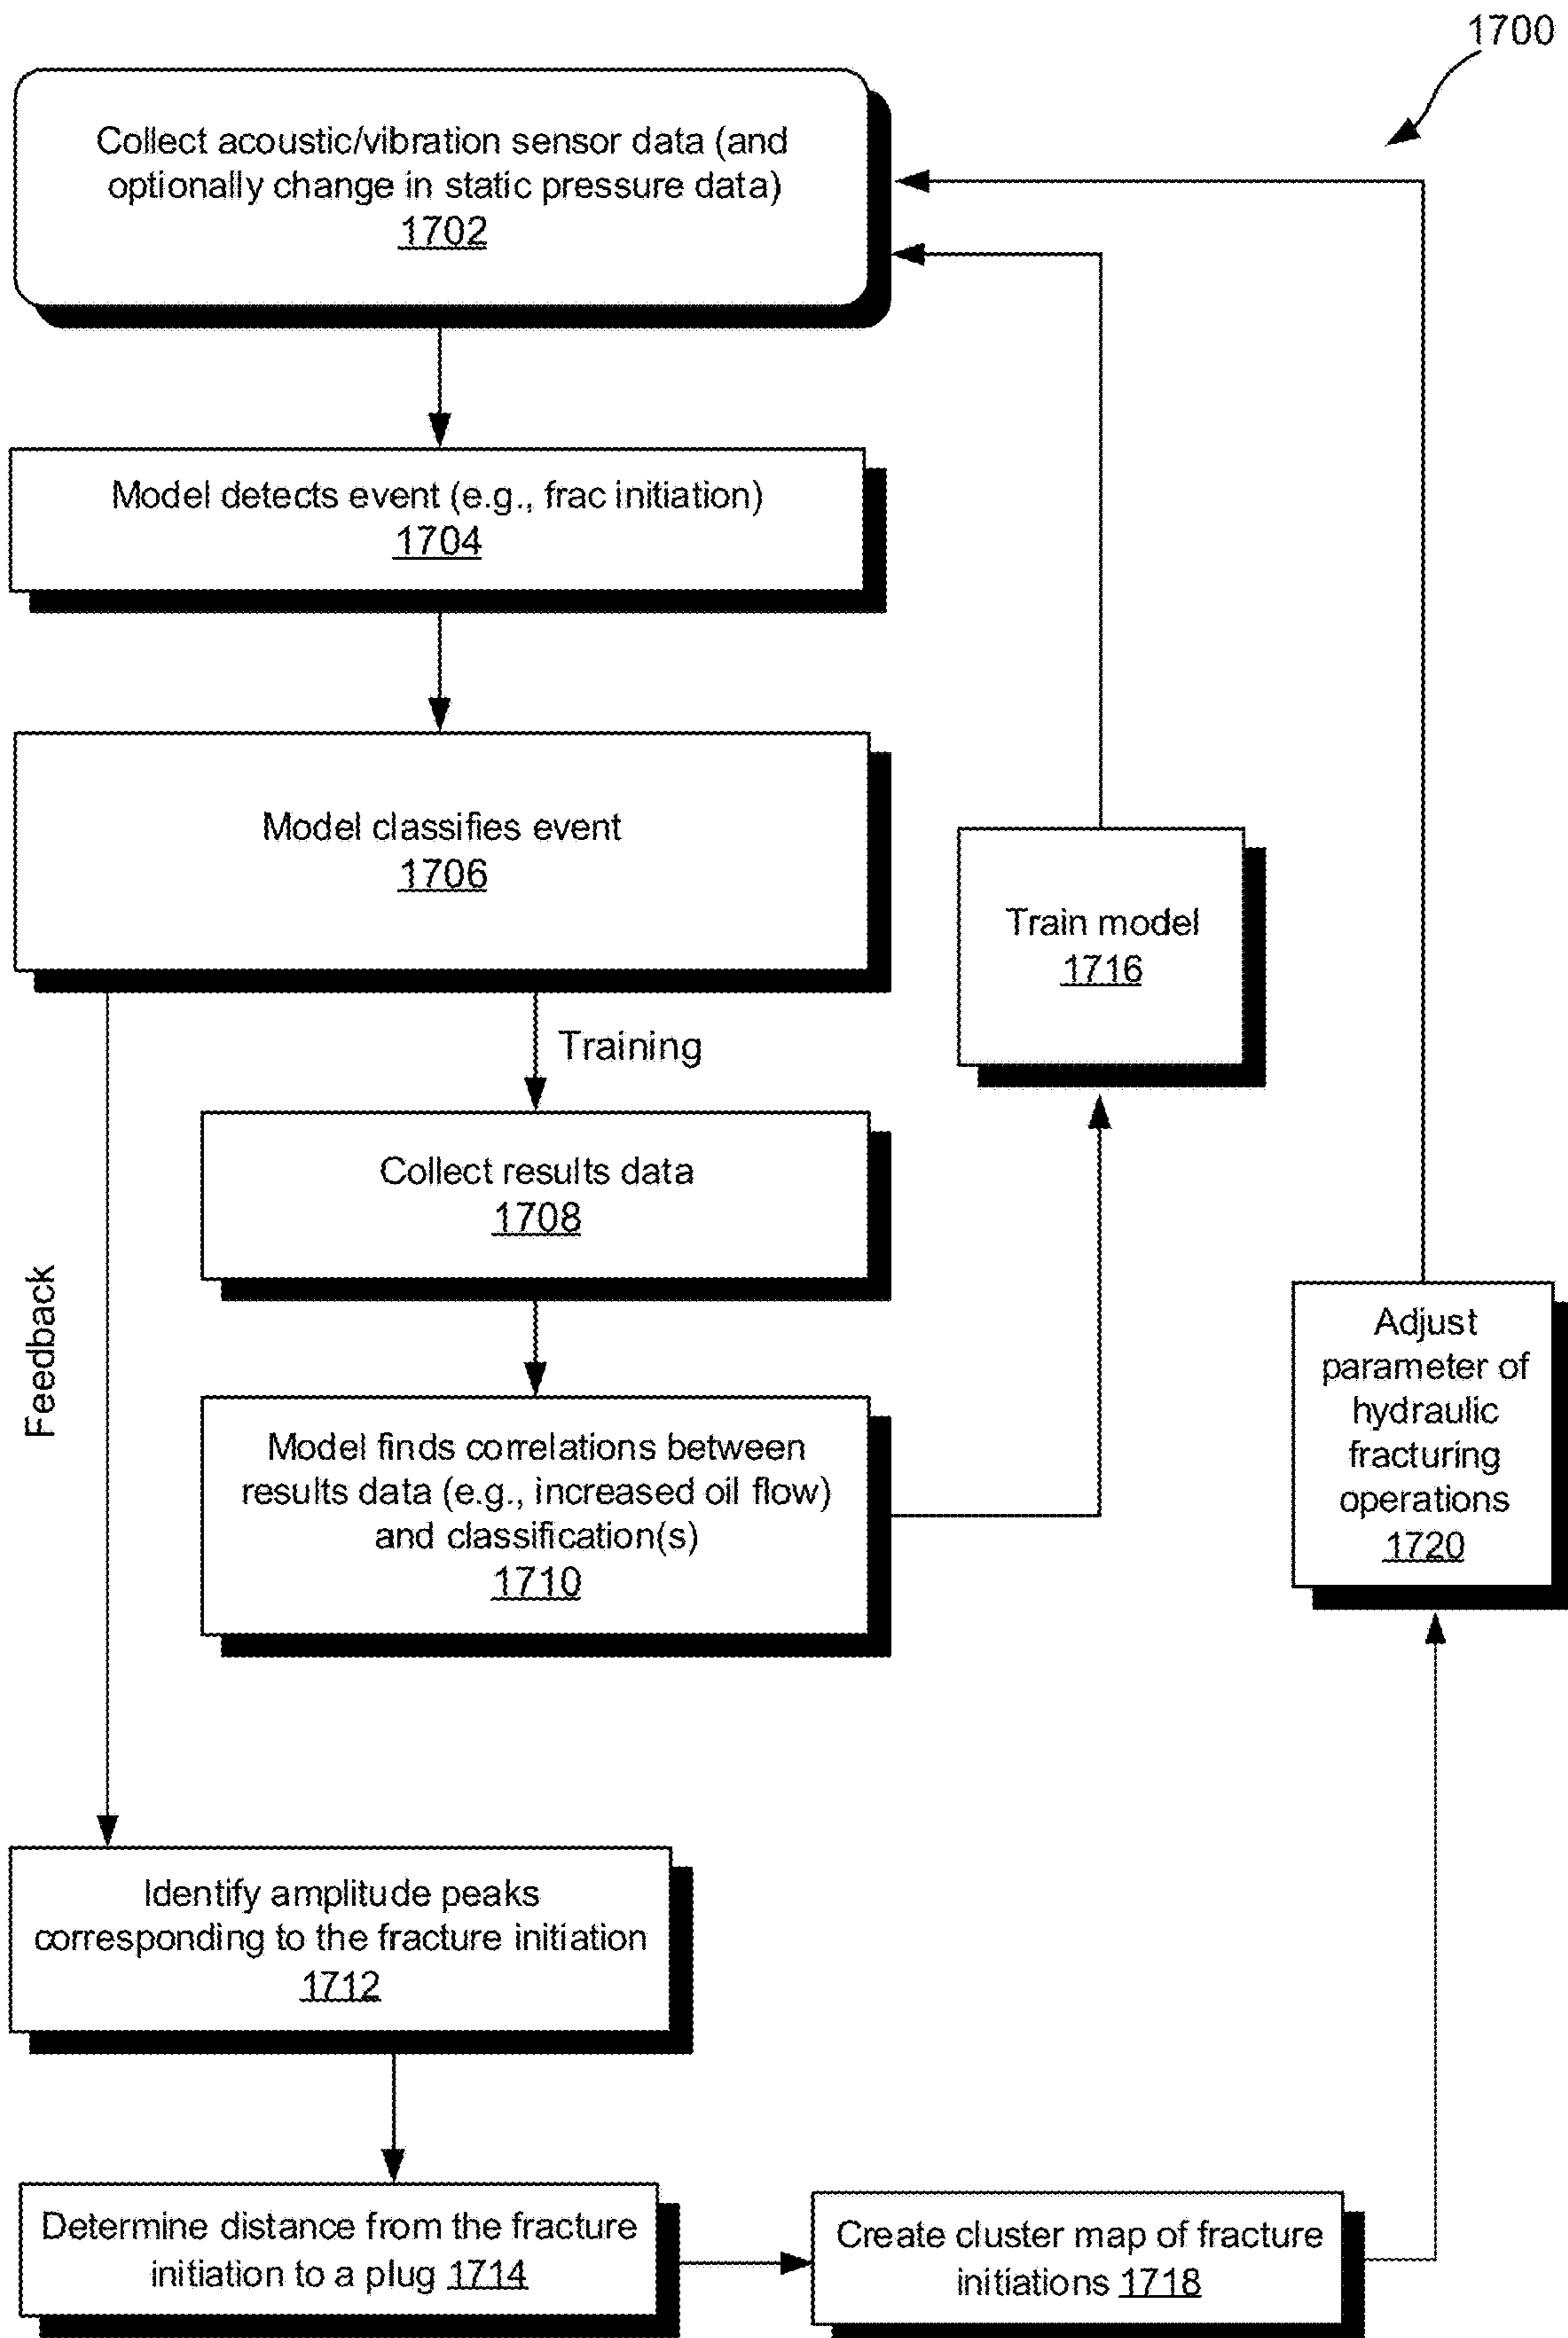 1700
Collect acoustic/vibration sensor data (and
optionally change in static pressure data)
1702
Model detects event (e.g., frac initiation)
1704
Model classifies event
1706
Train model
1716
Training
Collect results data
1708
Feedback
Model finds correlations between
results data (e.g., increased oil flow)
and classification(s)
1710
Adjust
parameter of
hydraulic
fracturing
operations
1720
Identify amplitude peaks
corresponding to the fracture initiation
1712
Determine distance from the fracture
initiation to a plug 1714
Create cluster map of fracture
initiations 1718